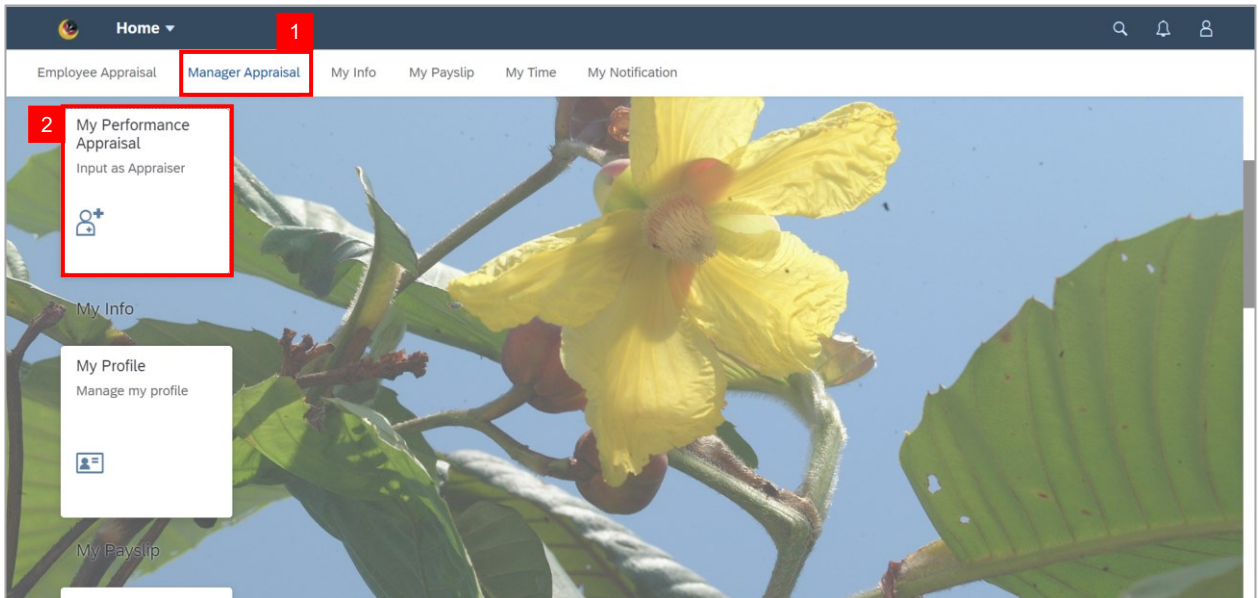 Home
1
Employee Appraisal Manager Appraisal My Info My Payslip My Time My Notification
2
My Performance
Appraisal
Input as Appraiser
My Info
My Profile
Manage my profile
My Payslip